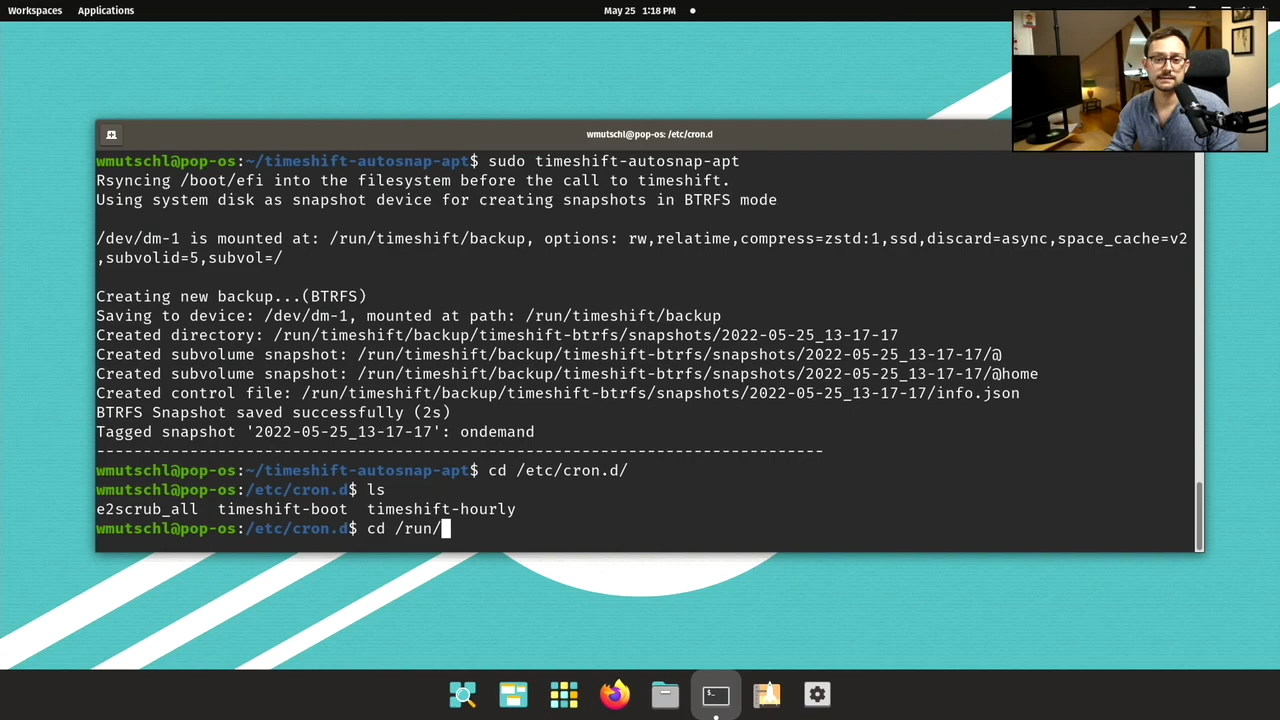 Workspaces Applications May 25 1:18 PM
wmutschl@pop-os: /etc/cron.d
wmutschl@pop-os:~/timeshift-autosnap-apt$ sudo timeshift-autosnap-apt
Rsyncing /boot/efi into the filesystem before the call to timeshift.
Using system disk as snapshot device for creating snapshots in BTRFS mode
/dev/dm-1 is mounted at: /run/timeshift/backup, options: rw,relatime,compress=zstd:1,ssd,discard=async,space_cache=v2
,subvolid=5,subvol=/
Creating new backup...(BTRFS)
Saving to device: /dev/dm-1, mounted at path: /run/timeshift/backup
Created directory: /run/timeshift/backup/timeshift-btrfs/snapshots/2022-05-25_13-17-17
Created subvolume snapshot: /run/timeshift/backup/timeshift-btrfs/snapshots/2022-05-25_13-17-17/@
Created subvolume snapshot: /run/timeshift/backup/timeshift-btrfs/snapshots/2022-05-25_13-17-17/@home
Created control file: /run/timeshift/backup/timeshift-btrfs/snapshots/2022-05-25_13-17-17/info.json
BTRFS Snapshot saved successfully (2s)
Tagged snapshot '2022-05-25_13-17-17': ondemand
------------------------------------------------------------------------------
wmutschl@pop-os:~/timeshift-autosnap-apt$ cd /etc/cron.d/
wmutschl@pop-os:/etc/cron.d$ ls
e2scrub_all timeshift-boot timeshift-hourly
wmutschl@pop-os:/etc/cron.d$ cd /run/